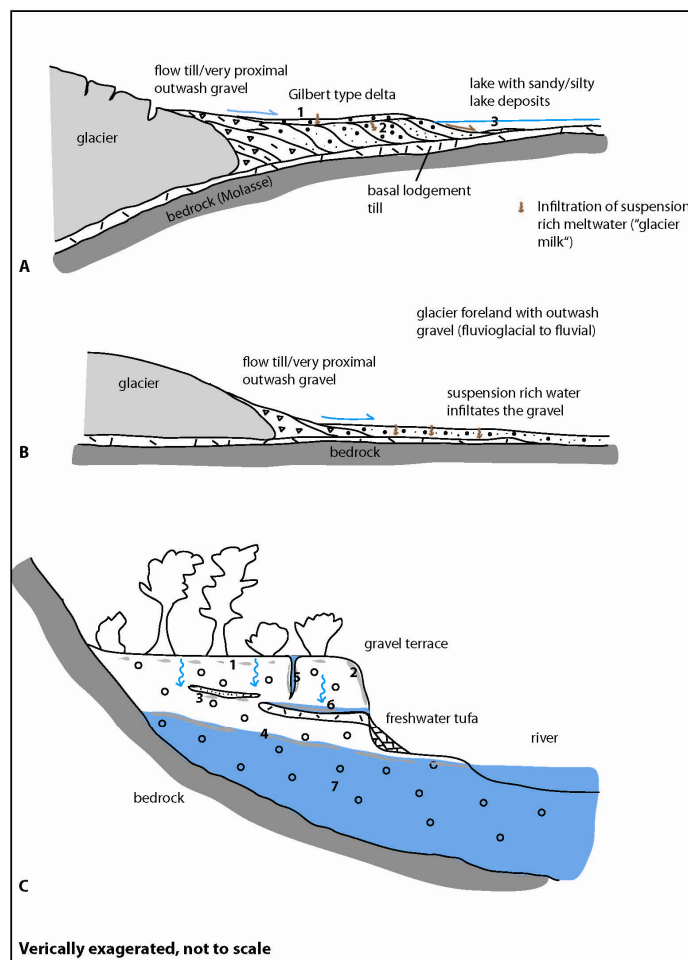 flow till/very proximal
outwash gravel
Gilbert type delta
lake with sandy/silty
lake deposits
1
2
3
glacier
basal lodgement
till
bedrock (Molasse)
Infiltration of suspension
rich meltwater ("glacier
milk")
A
glacier foreland with outwash
gravel (fluvioglacial to fluvial)
flow till/very proximal
outwash gravel
glacier
suspension rich water
infiltates the gravel
B
bedrock
gravel terrace
1
2
5
3
6
freshwater tufa
4
river
7
bedrock
C
Verically exagerated, not to scale